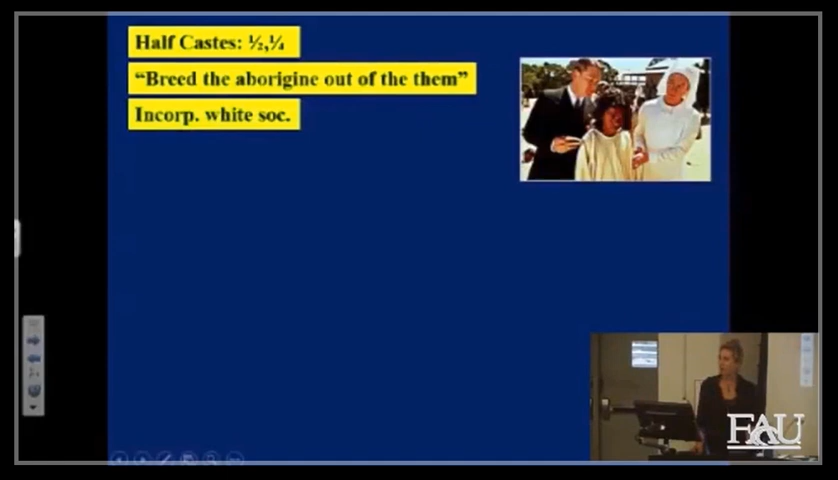 Half Castes: ½,¼
“Breed the aborigine out of the them”
Incorp. white soc.
FAU